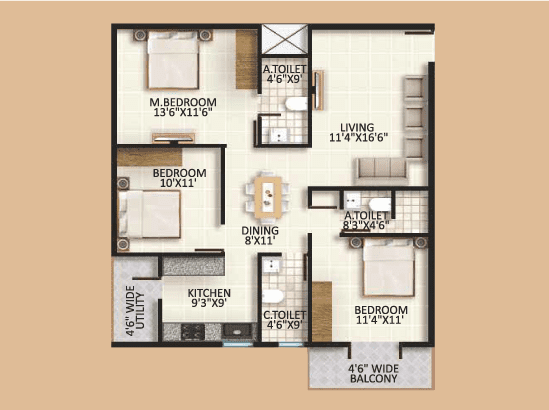 A.TOILET
4'6"X9'
M.BEDROOM
13'6"X11'6"
LIVING
11'4"X16'6"
BEDROOM
10'X11'
A.TOILET
8'3"X4'6"
DINING
8'X11'
KITCHEN
9'3"X9'
4'6" WIDE
UTILITY
C.TOILET
4'6"X9'
BEDROOM
11'4"X11'
4'6" WIDE
BALCONY